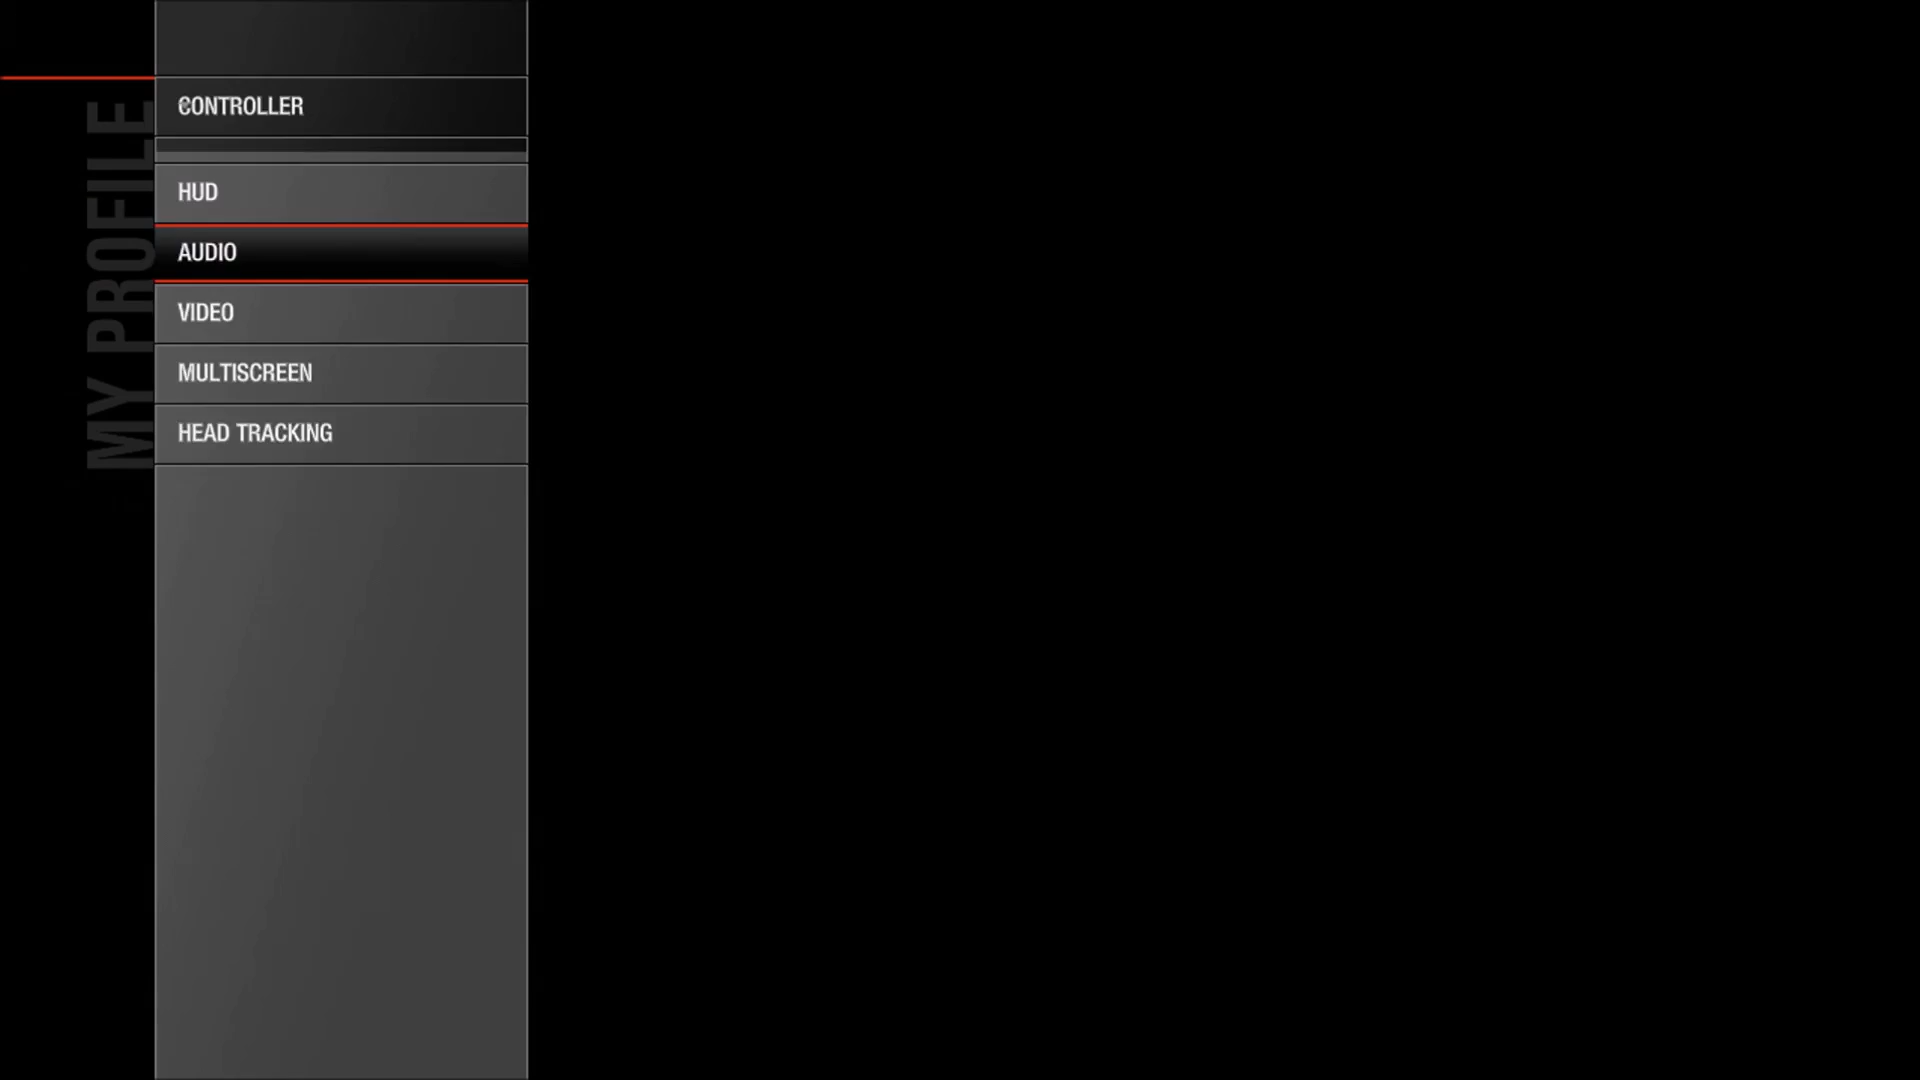 MY PROFILE
CONTROLLER
HUD
AUDIO
VIDEO
MULTISCREEN
HEAD TRACKING